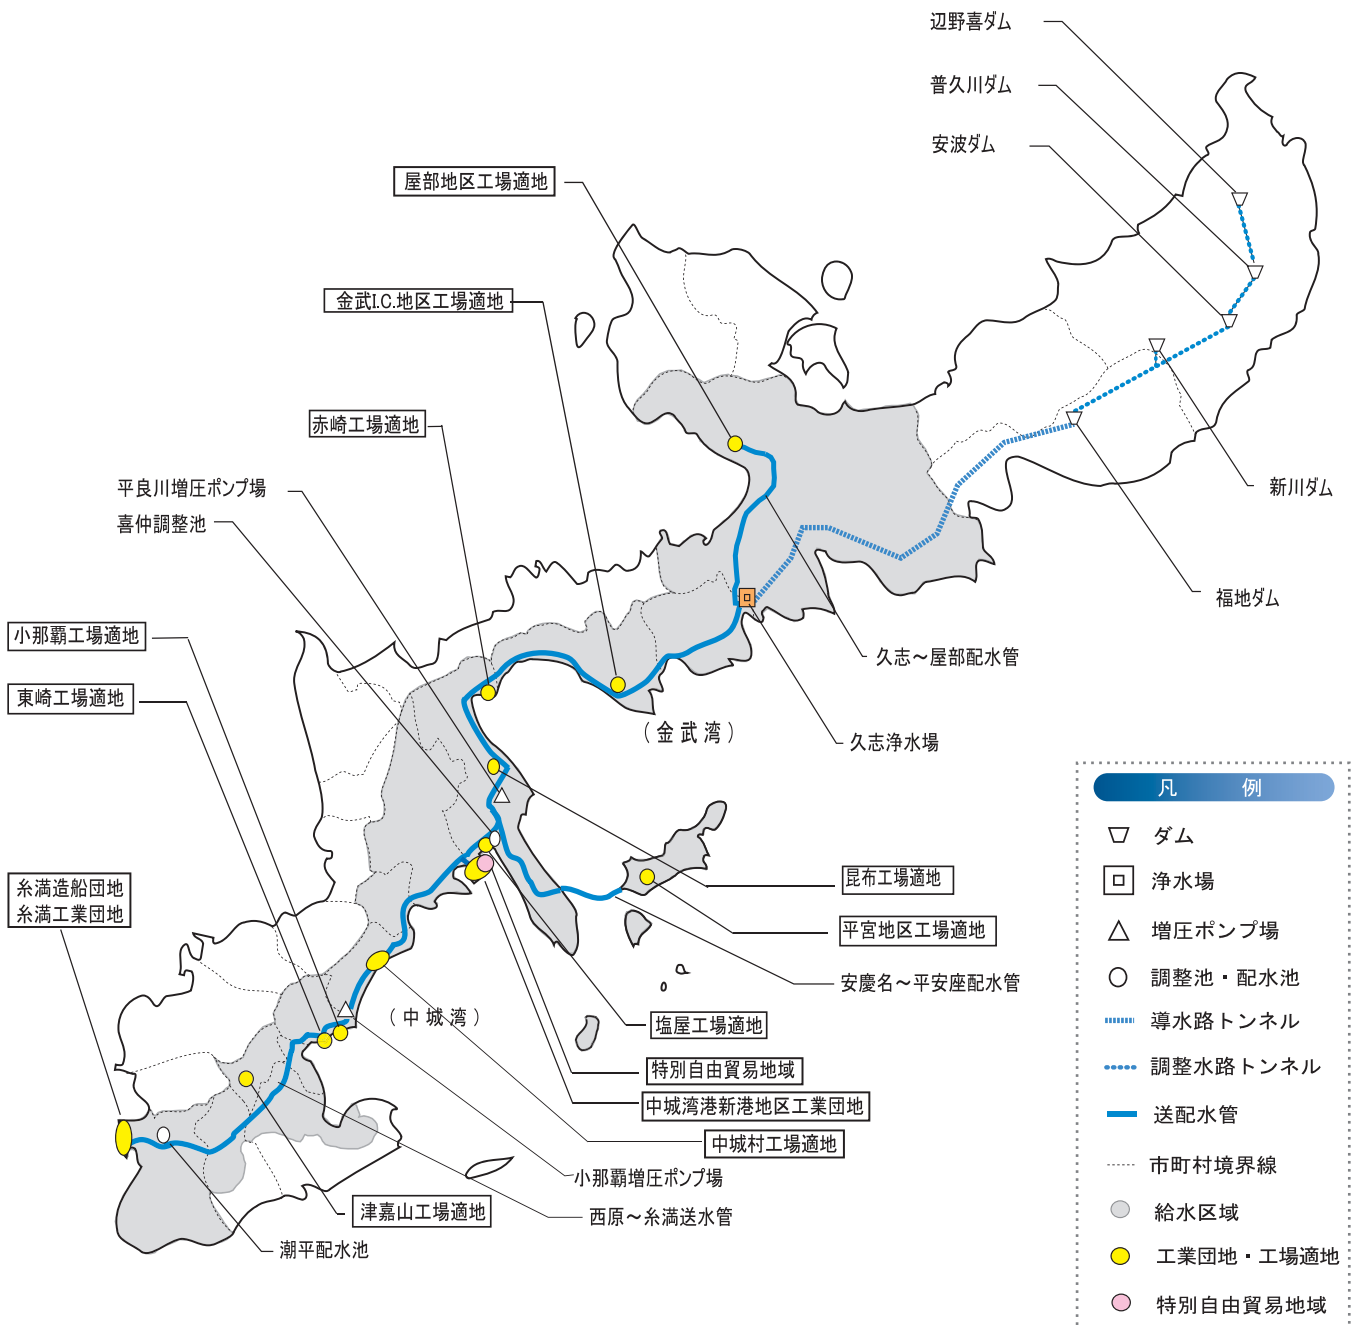 辺野喜ダム
普久川ダム
安波ダム
屋部地区工場適地
金武I.C.地区工場適地
赤崎工場適地
平良川増圧ポンプ場
喜仲調整池
新川ダム
福地ダム
小那覇工場適地
久志～屋部配水管
東崎工場適地
(金武湾)
久志浄水場
凡例
ダム
浄水場
増圧ポンプ場
調整池・配水池
導水路トンネル
調整水路トンネル
送配水管
市町村境界線
給水区域
工業団地・工場適地
特別自由貿易地域
昆布工場適地
糸満造船団地
糸満工業団地
平宮地区工場適地
安慶名～平安座配水管
(中城湾)
塩屋工場適地
特別自由貿易地域
中城湾港新港地区工業団地
中城村工場適地
小那覇増圧ポンプ場
津嘉山工場適地
西原～糸満送水管
潮平配水池